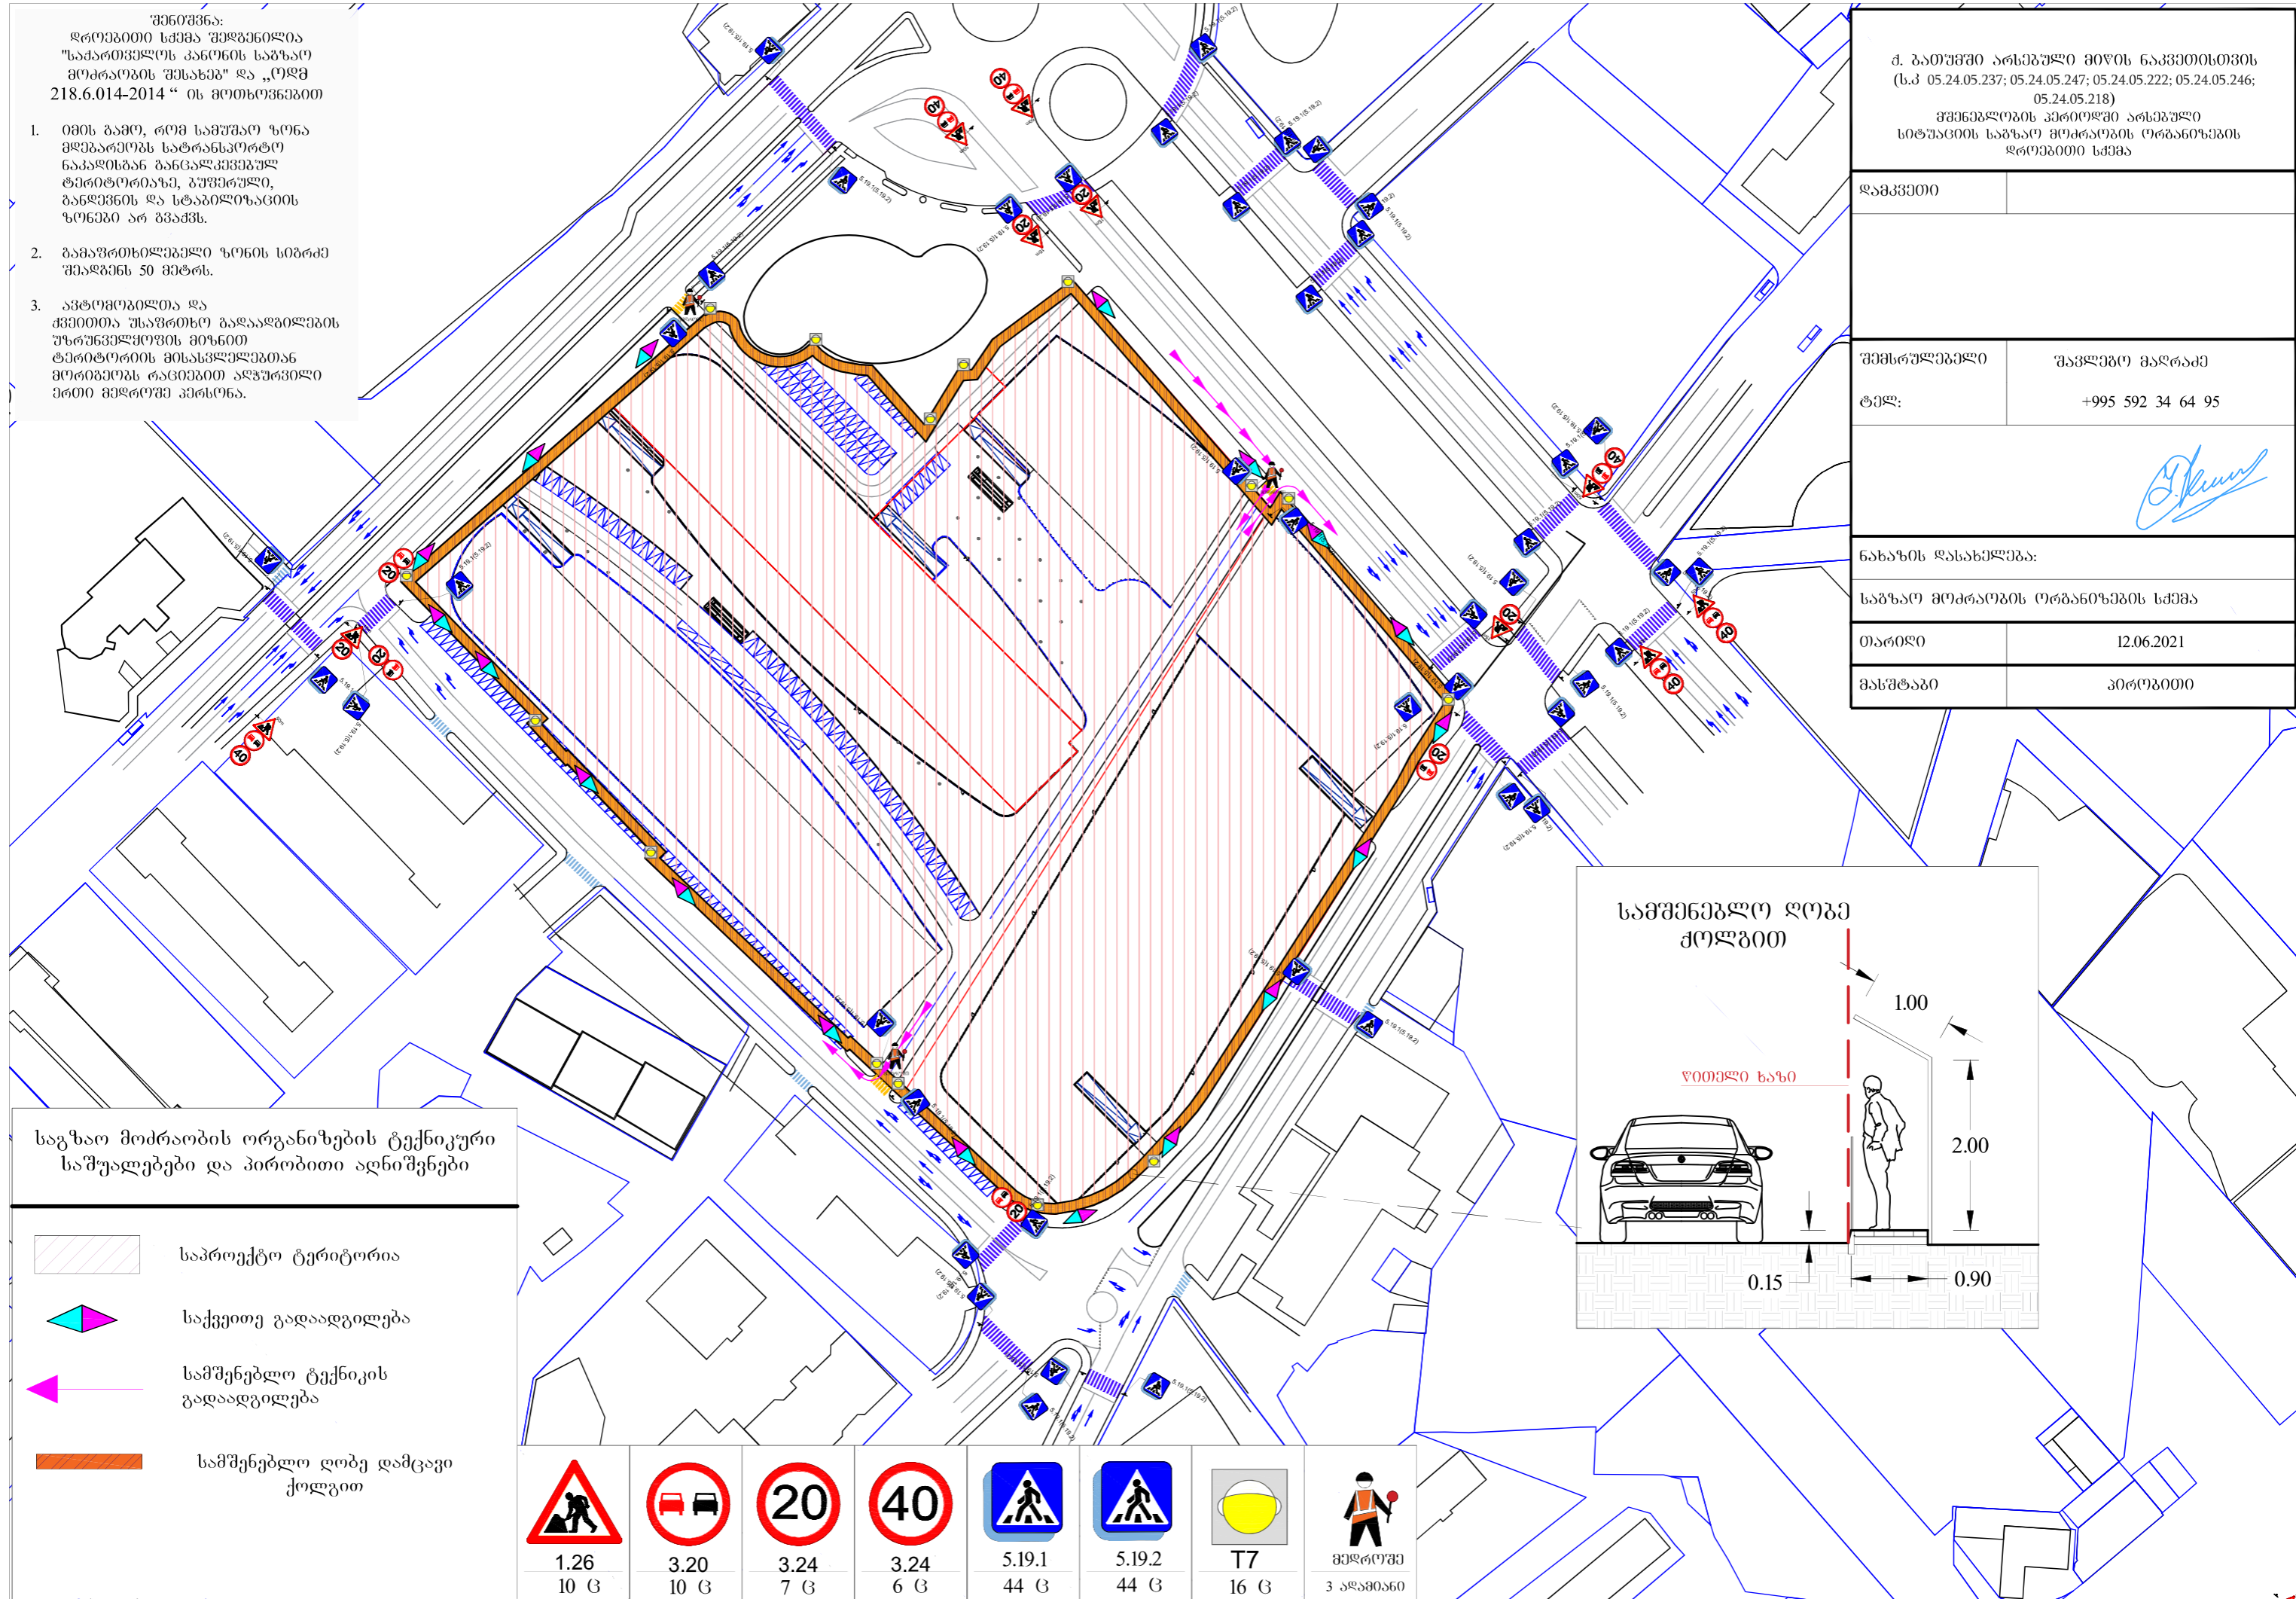 შენიშვნა:
დროებითი სქემა შედგენილია
"საქართველოს კანონის საგზაო
მოძრაობის შესახებ" და ,,ოდმ
218.6.014-2014 “ ის მოთხოვნებით
1. იმის გამო, რომ სამუშაო ზონა
მდებარეობს სატრანსპორტო
ნაკადისგან განცალკევებულ
ტერიტორიაზე, ბუფერული,
განდევნის და სტაბილიზაციის
ზონები არ გვაქვს.
2. გამაფრთხილებელი ზონის სიგრძე
შეადგენს 50 მეტრს.
3. ავტომობილთა და
ქვეითთა უსაფრთხო გადაადგილების
უზრუნველყოფის მიზნით
ტერიტორიის მისასვლელებთან
მორიგეობს რაციებით აღჭურვილი
ერთი მედროშე პერსონა.
ქ. ბათუმში არსებული მიწის ნაკვეთისთვის
(ს.კ 05.24.05.237; 05.24.05.247; 05.24.05.222; 05.24.05.246;
05.24.05.218)
მშენებლობის პერიოდში არსებული
სიტუაციის საგზაო მოძრაობის ორგანიზების
დროებითი სქემა
დამკვეთი
შემსრულებელი შავლებო მაღრაძე
ტელ: +995 592 34 64 95
ნახაზის დასახელება:
საგზაო მოძრაობის ორგანიზების სქემა
თარიღი 12.06.2021
მასშტაბი პირობითი
სამშენებლო ღობე
ქოლგით
1.00
წითელი ხაზი
2.00
0.15
0.90
საგზაო მოძრაობის ორგანიზების ტექნიკური
საშუალებები და პირობითი აღნიშვნები
საპროექტო ტერიტორია
საქვეითე გადაადგილება
სამშენებლო ტექნიკის
გადაადგილება
სამშენებლო ღობე დამცავი
ქოლგით
20 40
1.26 3.20 3.24 3.24 5.19.1 5.19.2 T7 მედროშე
10 ც 10 ც 7 ც 6 ც 44 ც 44 ც 16 ც 3 ადამიანი